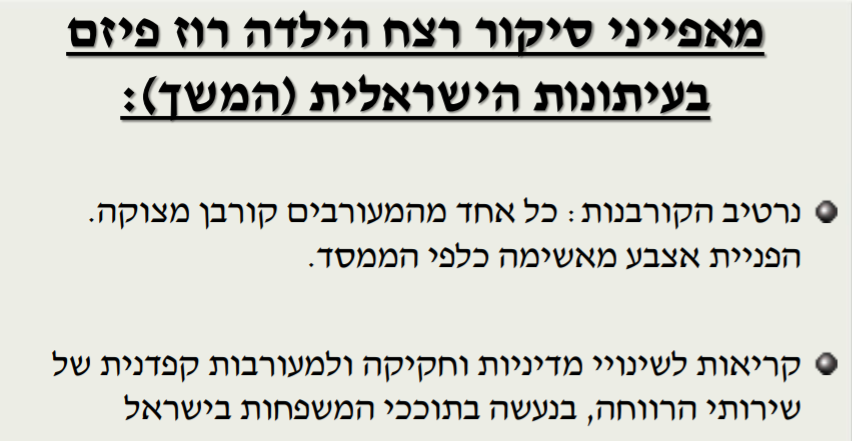 מאפייני סיקור רצח הילדה רוז פיזם
בעיתונות הישראלית (המשך):
נרטיב הקורבנות: כל אחד מהמעורבים קורבן מצוקה.
הפניית אצבע מאשימה כלפי הממסד.
קריאות לשינויי מדיניות וחקיקה ולמעורבות קפדנית של
שירותי הרווחה, בנעשה בתוככי המשפחות בישראל